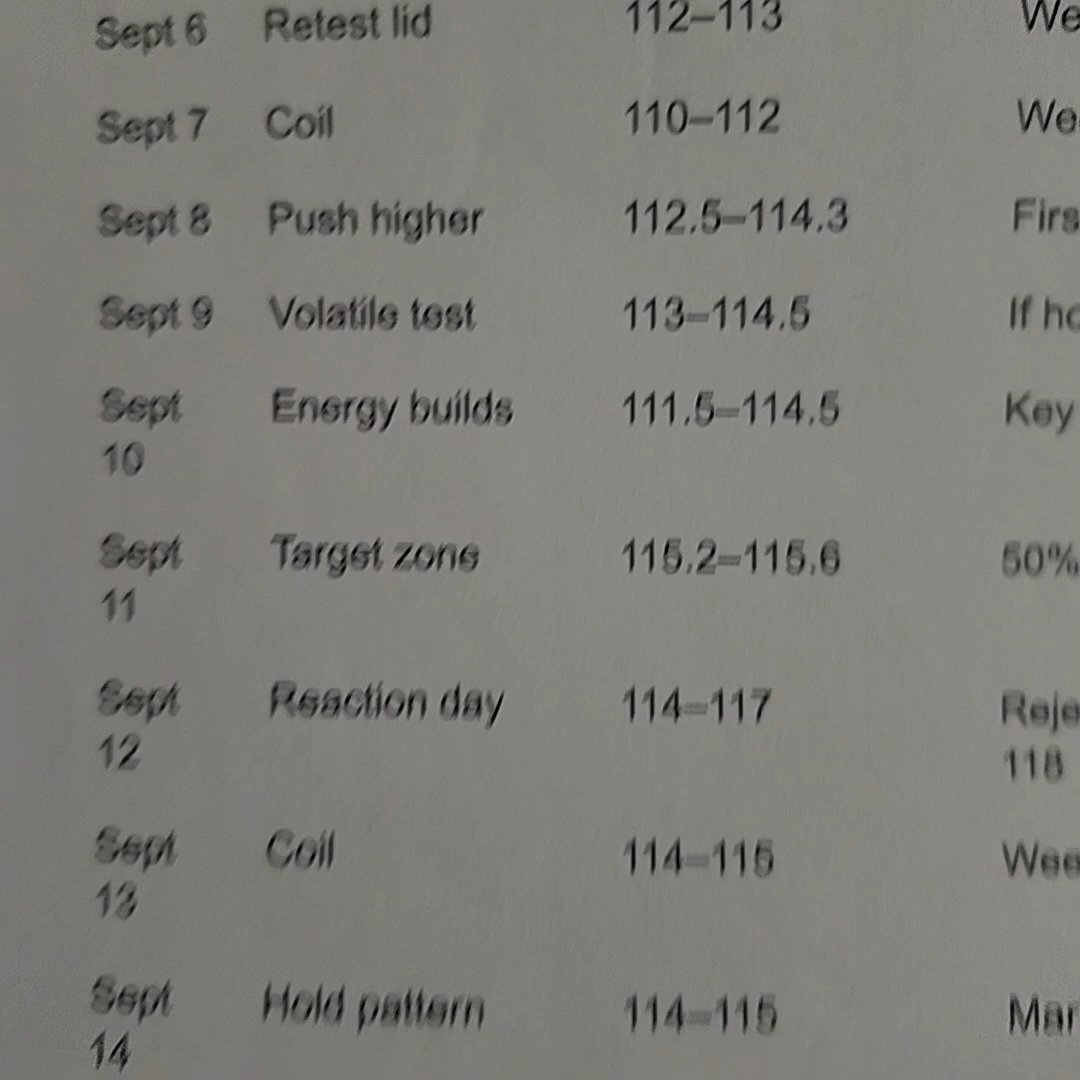 Sept 6 Retest lid 112–113 We
Sept 7 Coil 110–112 We
Sept 8 Push higher 112.5–114.3 Firs
Sept 9 Volatile test 113–114.5 If ho
Sept Energy builds 111.5–114.5 Key
10
Sept Target zone 115.2–115.6 50%
11
Sept Reaction day 114–117 Reje
12 118
Sept Coil 114–115 Wee
13
Sept Hold pattern 114–115 Mar
14